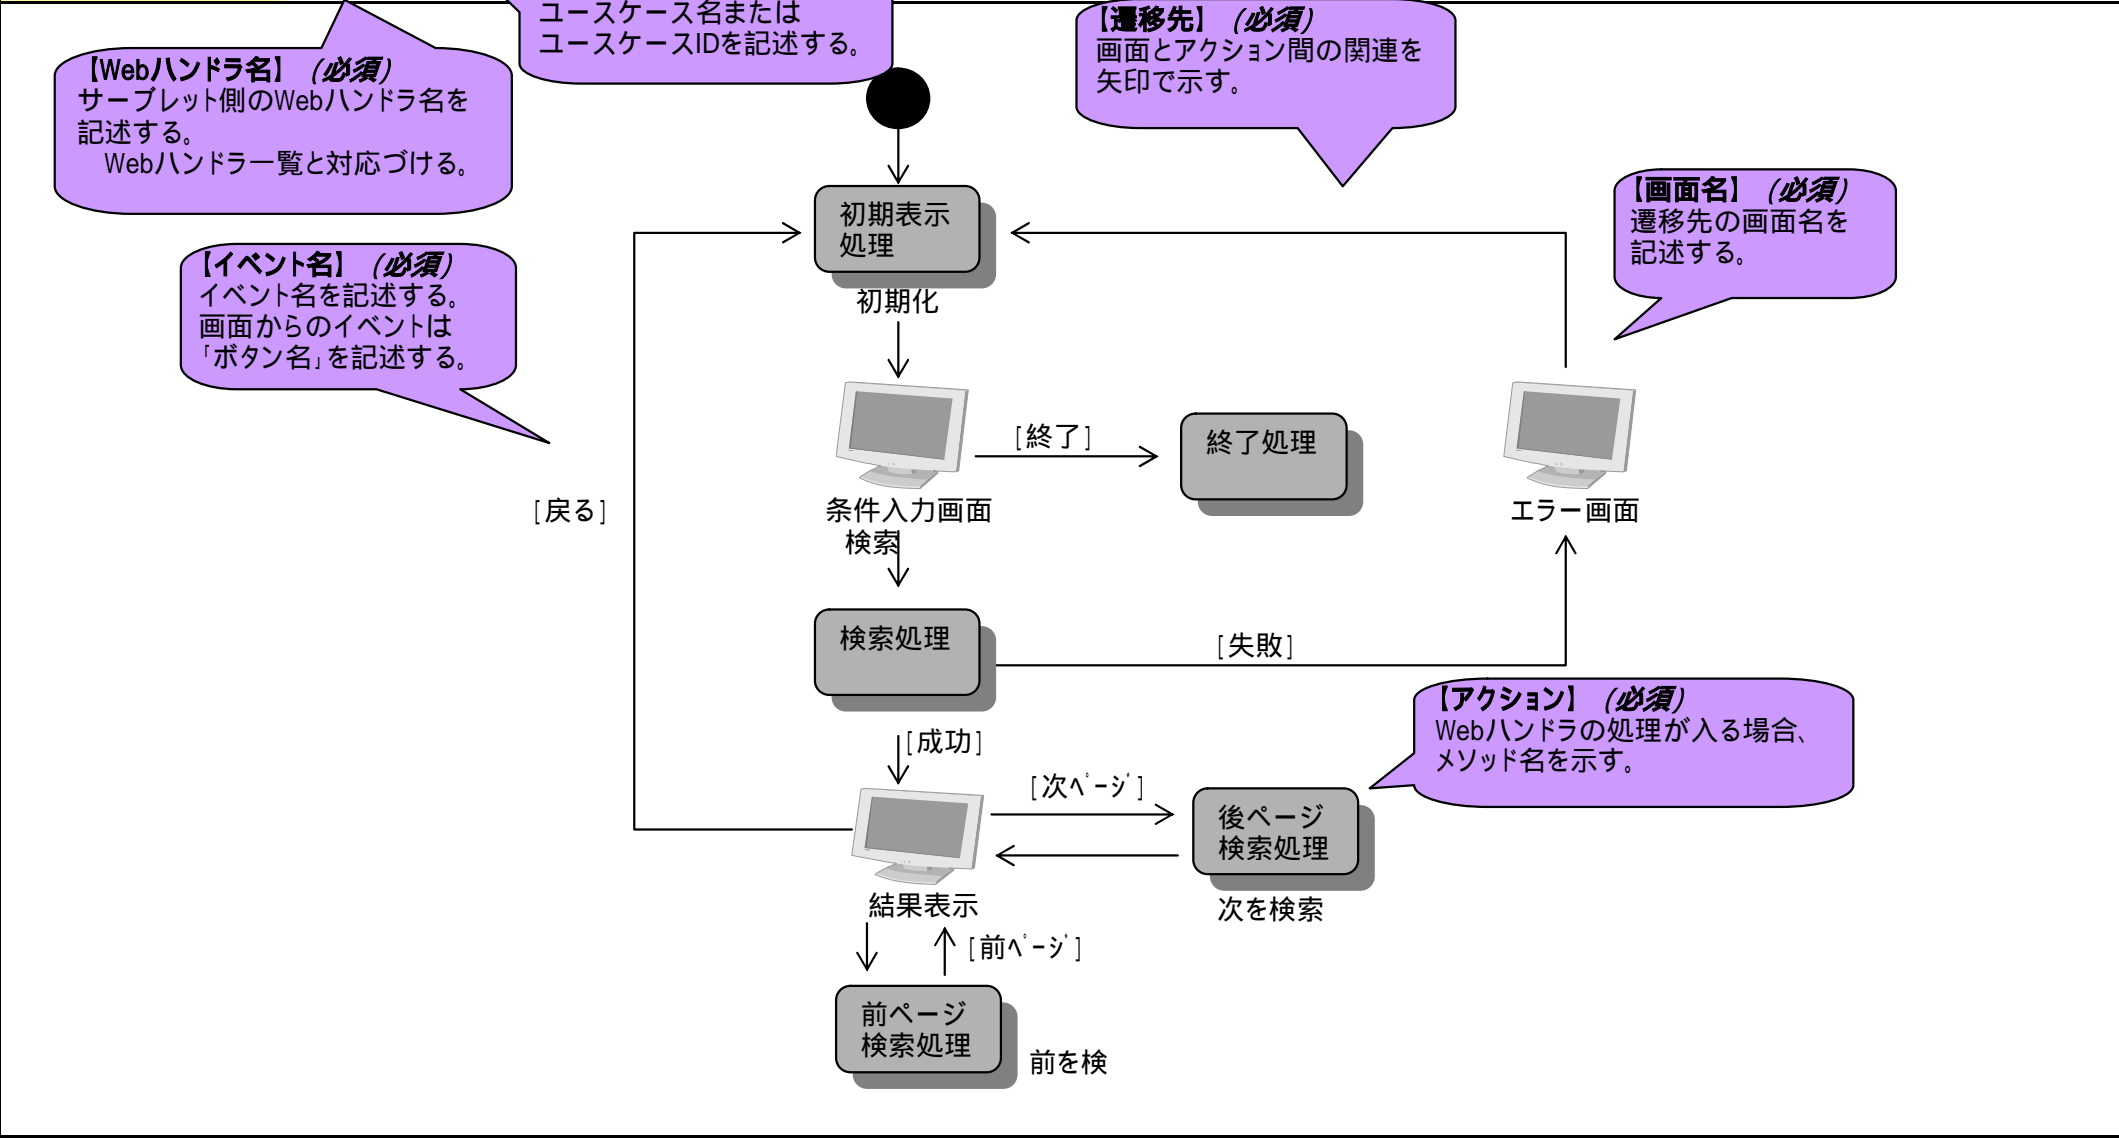 ユースケース名または
ユースケースIDを記述する。
【遷移先】（必須）
画面とアクション間の関連を
矢印で示す。
【Webハンドラ名】（必須）
サーブレット側のWebハンドラ名を
記述する。
Webハンドラ一覧と対応づける。
【画面名】（必須）
遷移先の画面名を
記述する。
初期表示
処理
初期化
【イベント名】（必須）
イベント名を記述する。
画面からのイベントは
「ボタン名」を記述する。
[終了]
終了処理
[戻る]
条件入力画面
エラー画面
検索
検索処理
[失敗]
【アクション】（必須）
Webハンドラの処理が入る場合、
メソッド名を示す。
[成功]
[次ﾍﾟｰｼﾞ]
後ページ
検索処理
結果表示
次を検索
[前ﾍﾟｰｼﾞ]
前ページ
検索処理
前を検